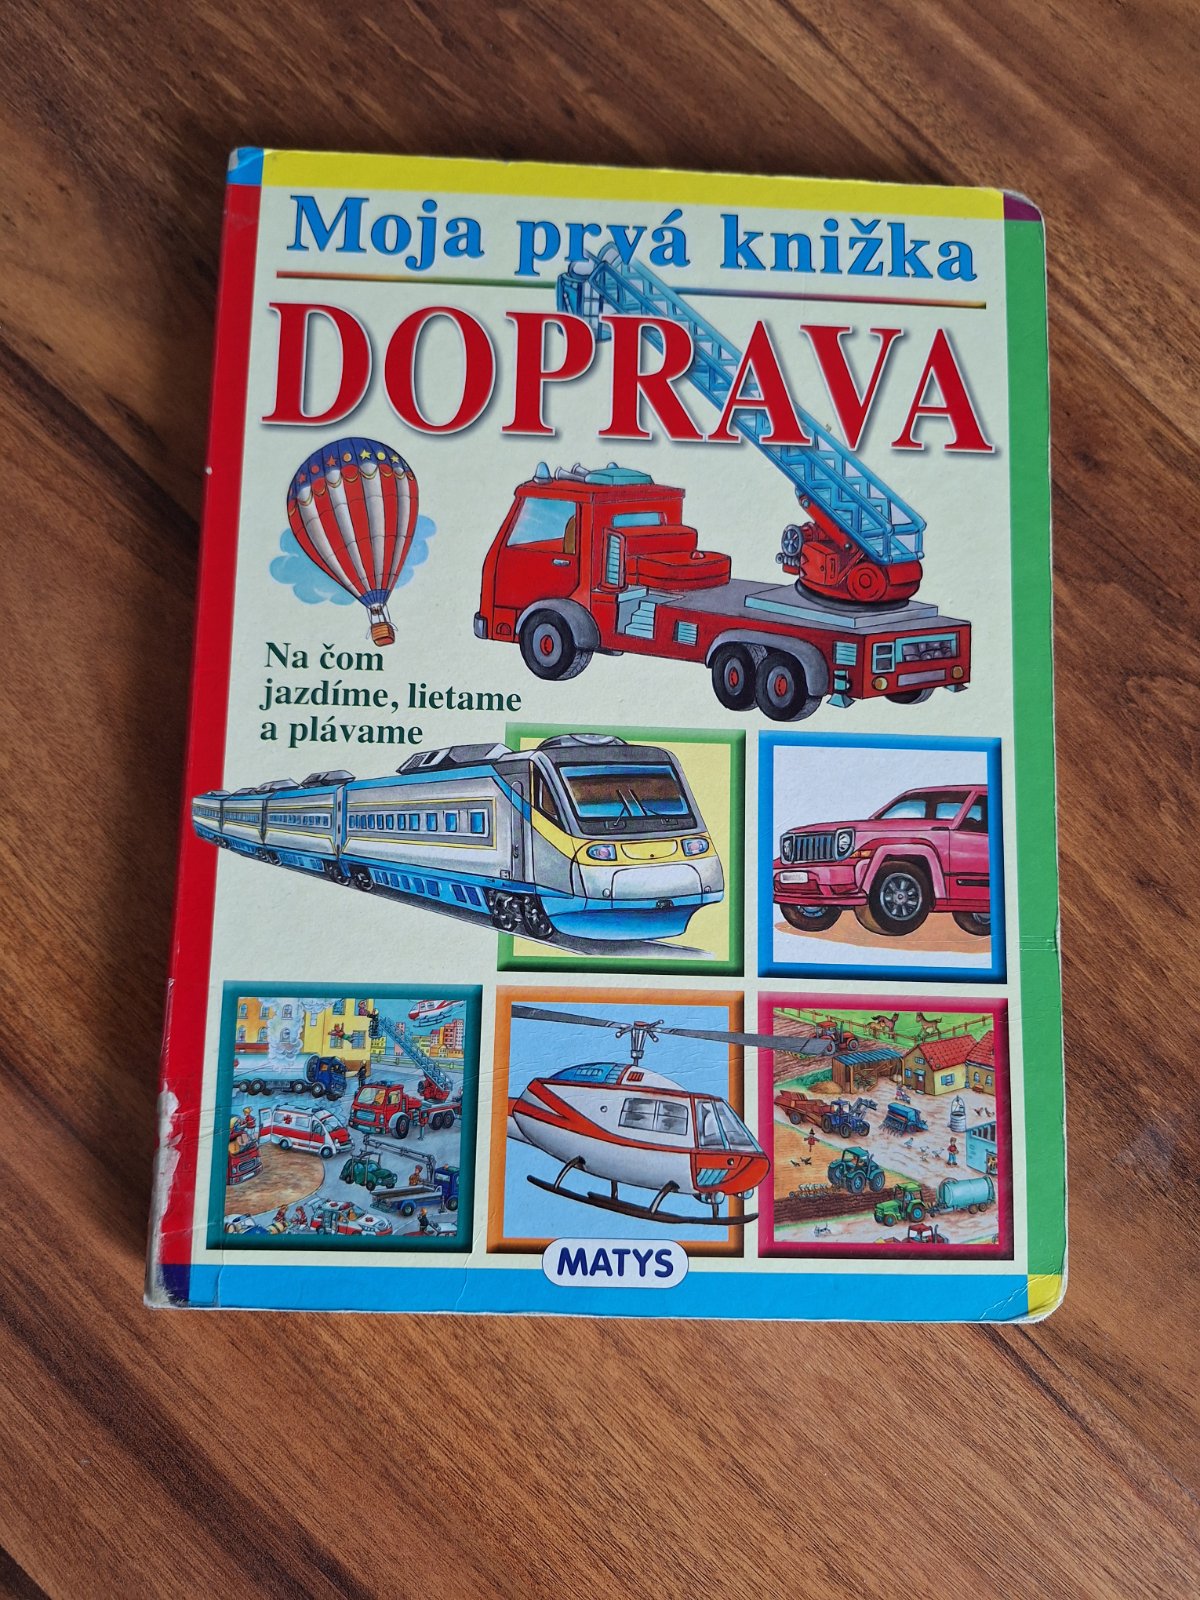 Moja prvá knižka
DOPRAVA
Na čom
jazdíme, lietame
a plávame
MATYS